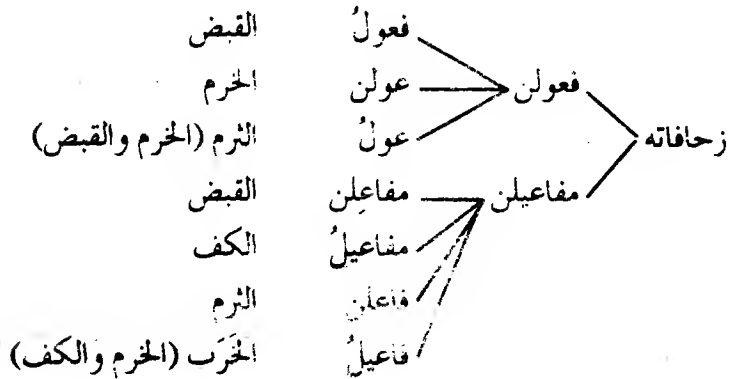 فعولُ القبض
فعولن عولن الخرم
زحافاته عولُ الثرم (الخرم والقبض)
مفاعيلن مفاعِلن القبض
مفاعيلُ الكف
فاعلن الثرم
فاعيلُ الخَرَب (الخرم والكف)